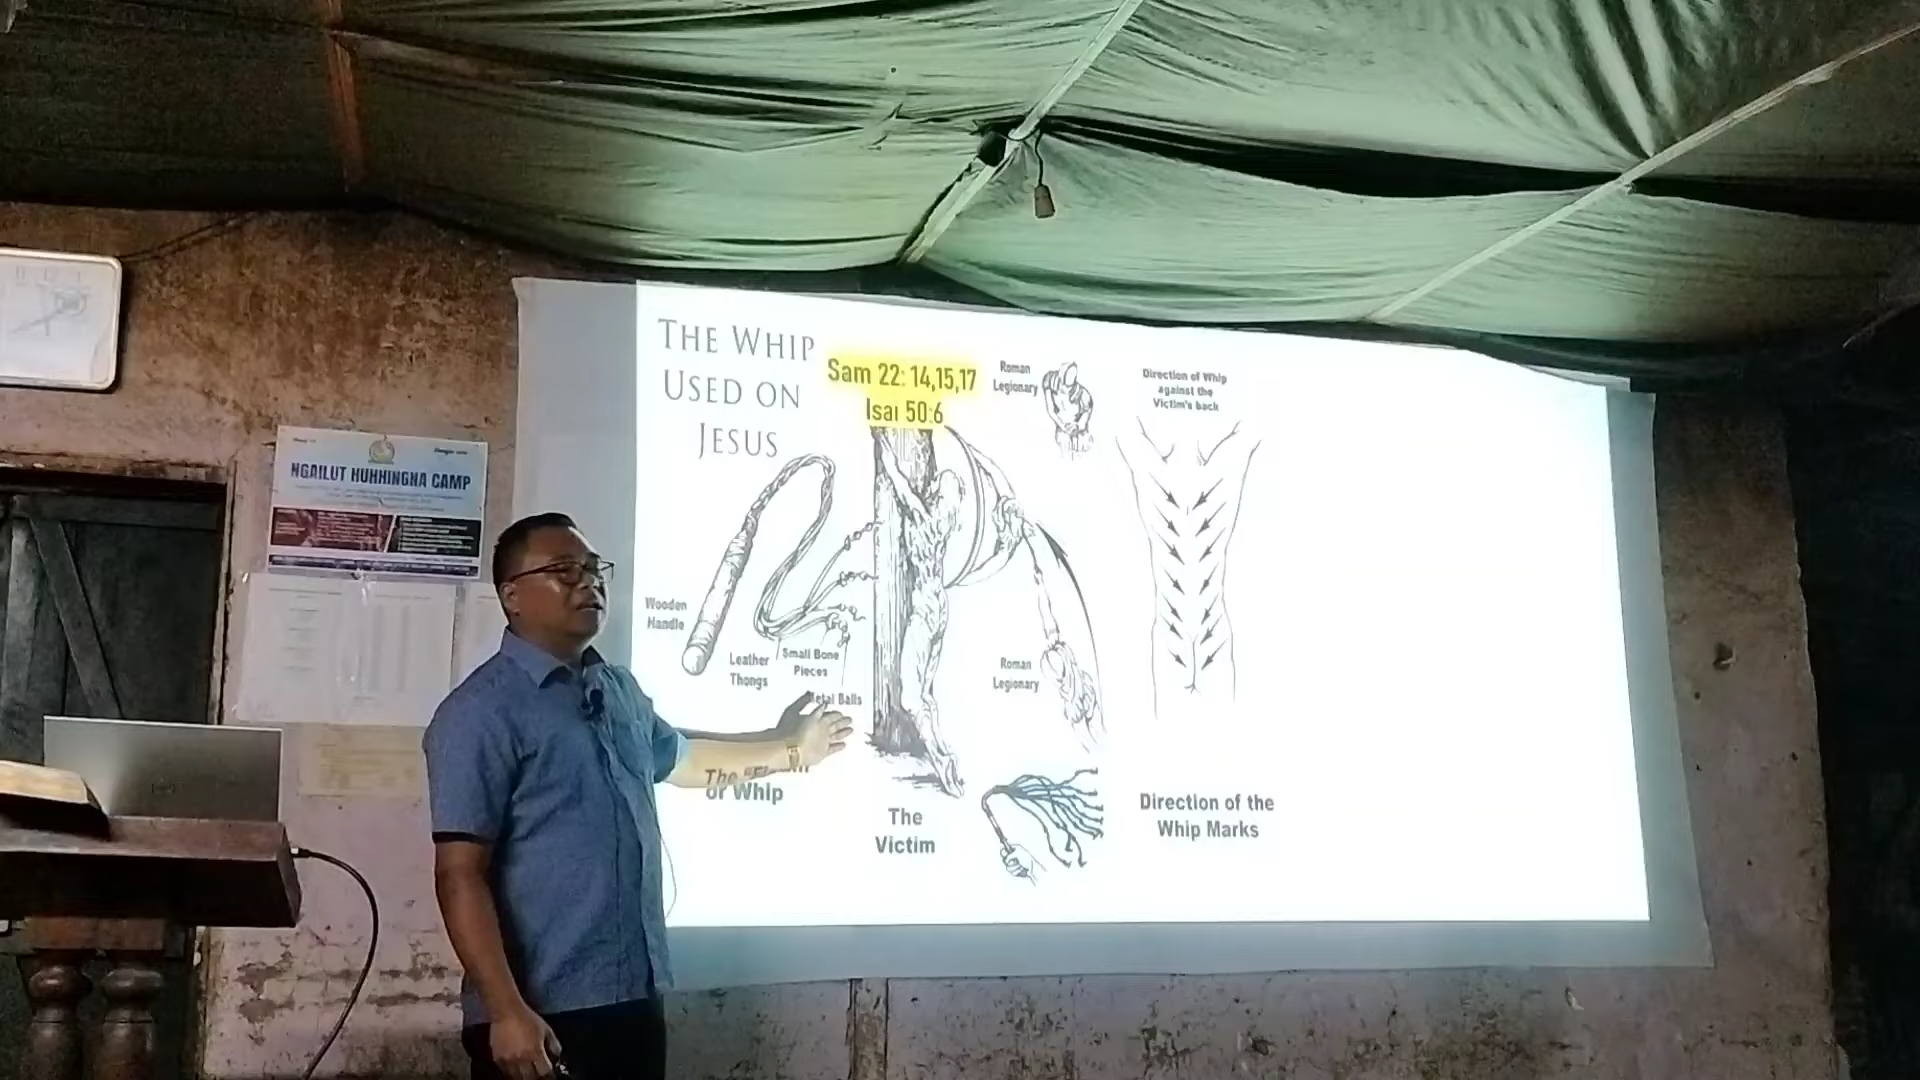 NGAILUT HUHHINGNA CAMP
THE WHIP
USED ON
JESUS
Sam 22: 14,15,17
Isai 50:6
Roman
Legionary
Direction of Whip
against the
Victim's back
Wooden
Handle
Leather
Thongs
Small Bone
Pieces
Metal Balls
Roman
Legionary
The
or Whip
The
Victim
Direction of the
Whip Marks